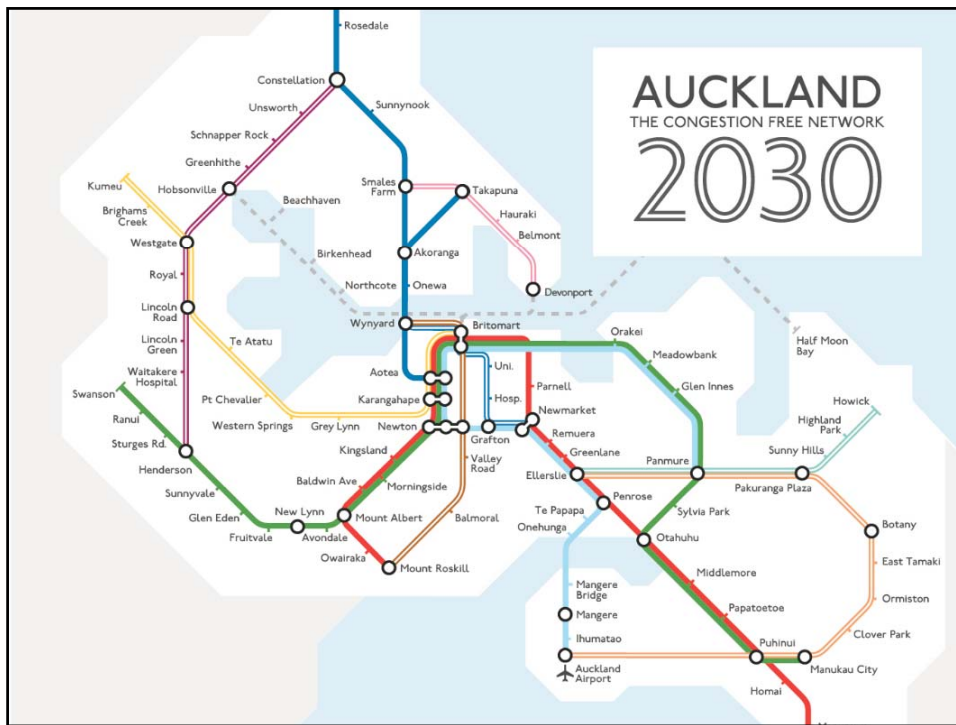 AUCKLAND
THE CONGESTION FREE NETWORK
2030
Rosedale
Constellation
Sunnynook
Unsworth
Schnapper Rock
Greenhithe
Hobsonville
Kumeu
Brighams
Creek
Westgate
Royal
Lincoln
Road
Lincoln
Green
Waitakere
Hospital
Swanson
Ranui
Sturges Rd.
Henderson
Sunnyvale
Glen Eden
Fruitvale
New Lynn
Avondale
Te Atatu
Pt Chevalier
Western Springs
Grey Lynn
Beachhaven
Birkenhead
Northcote
Smales
Farm
Takapuna
Hauraki
Belmont
Devonport
Akoranga
Onewa
Wynyard
Britomart
Aotea
Karangahape
Newton
Uni.
Hosp.
Grafton
Parnell
Newmarket
Remuera
Greenlane
Ellerslie
Kingsland
Baldwin Ave
Morningside
Mount Albert
Owairaka
Mount Roskill
Valley
Road
Balmoral
Orakei
Meadowbank
Glen Innes
Panmure
Half Moon
Bay
Howick
Highland
Park
Sunny Hills
Pakuranga Plaza
Botany
East Tamaki
Ormiston
Clover Park
Manukau City
Penrose
Te Papapa
Onehunga
Sylvia Park
Otahuhu
Middlemore
Papatoetoe
Puhinui
Homai
Mangere
Bridge
Mangere
Ihumatao
Auckland
Airport